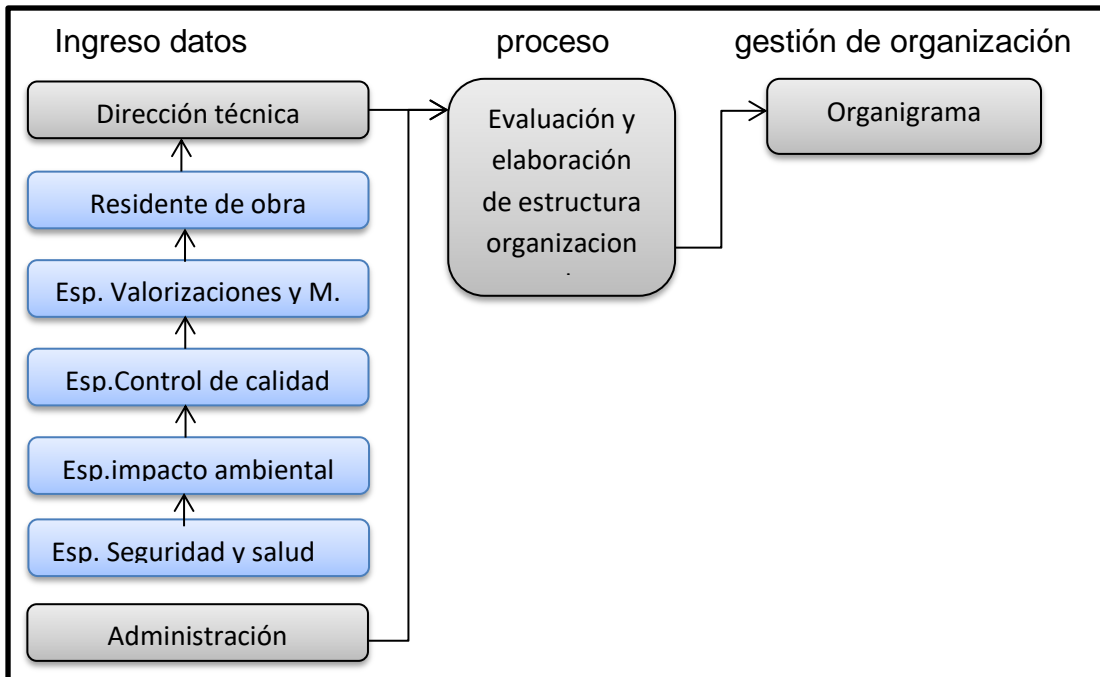 Ingreso datos
proceso
gestión de organización
Dirección técnica
Residente de obra
Esp. Valorizaciones y M.
Esp.Control de calidad
Esp.impacto ambiental
Esp. Seguridad y salud
Administración
Evaluación y
elaboración
de estructura
organizacion
Organigrama